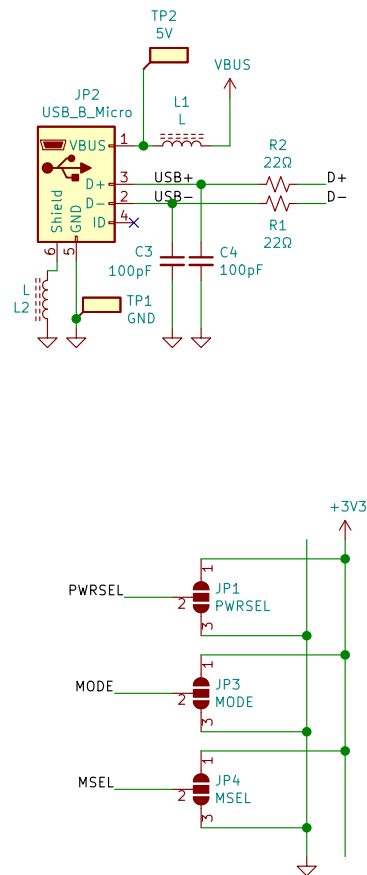 TP2
5V
VBUS
JP2
USB_B_Micro
L1
L
VBUS 1
R2
22Ω
D+ 3 USB+ D+
D- 2 USB- D-
ID 4
R1
22Ω
Shield
GND
6
5
C3
100pF
C4
100pF
L
L2
TP1
GND
+3V3
1
PWRSEL
2
JP1
PWRSEL
3
1
MODE
2
JP3
MODE
3
1
MSEL
2
JP4
MSEL
3